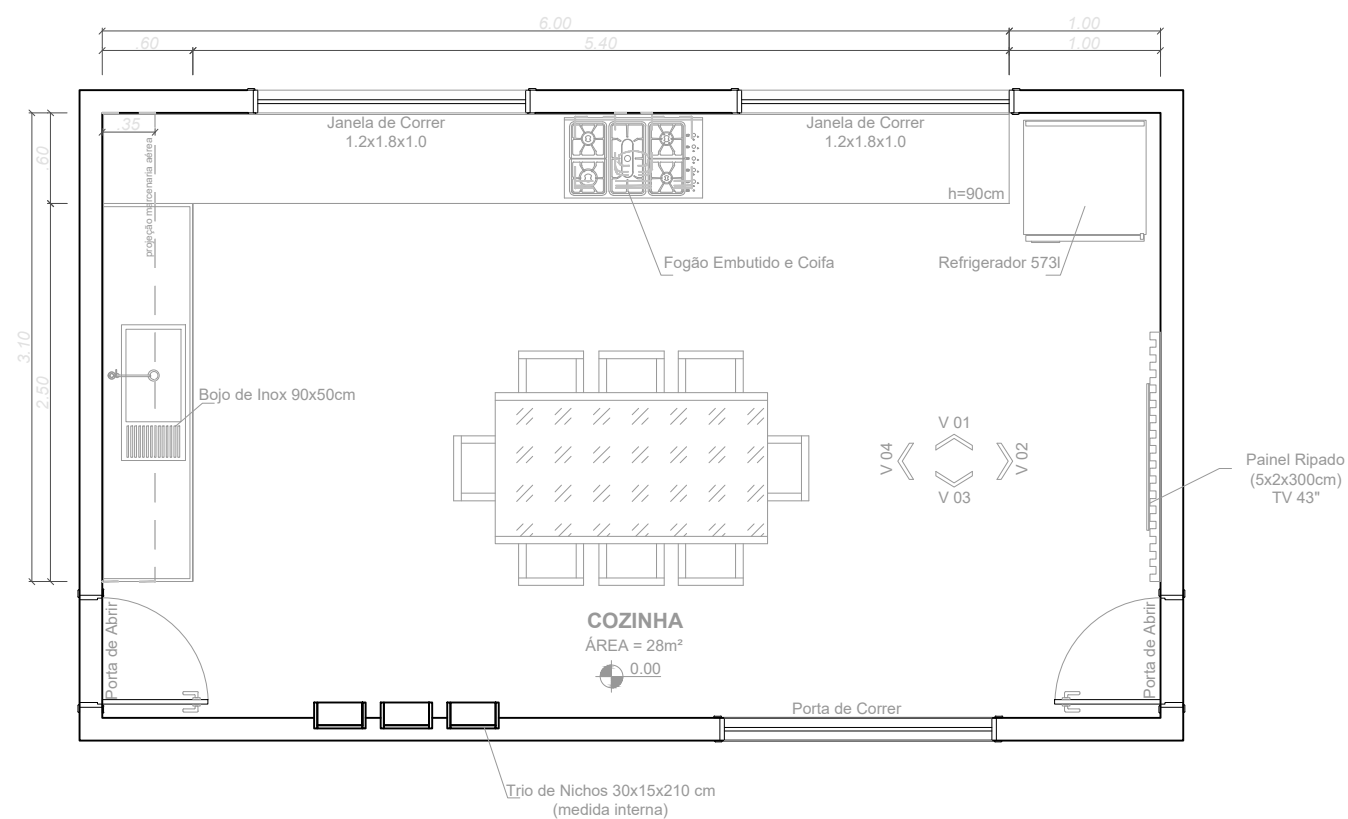 6.00
1.00
.60
5.40
1.00
.35
projeção marcenaria aérea
Janela de Correr
1.2x1.8x1.0
Janela de Correr
1.2x1.8x1.0
.60
h=90cm
Fogão Embutido e Coifa
Refrigerador 573l
3.10
2.50
Bojo de Inox 90x50cm
V 01
V 04
V 02
V 03
Painel Ripado
(5x2x300cm)
TV 43"
Porta de Abrir
COZINHA
ÁREA = 28m²
0.00
Porta de Abrir
Porta de Correr
Trio de Nichos 30x15x210 cm
(medida interna)